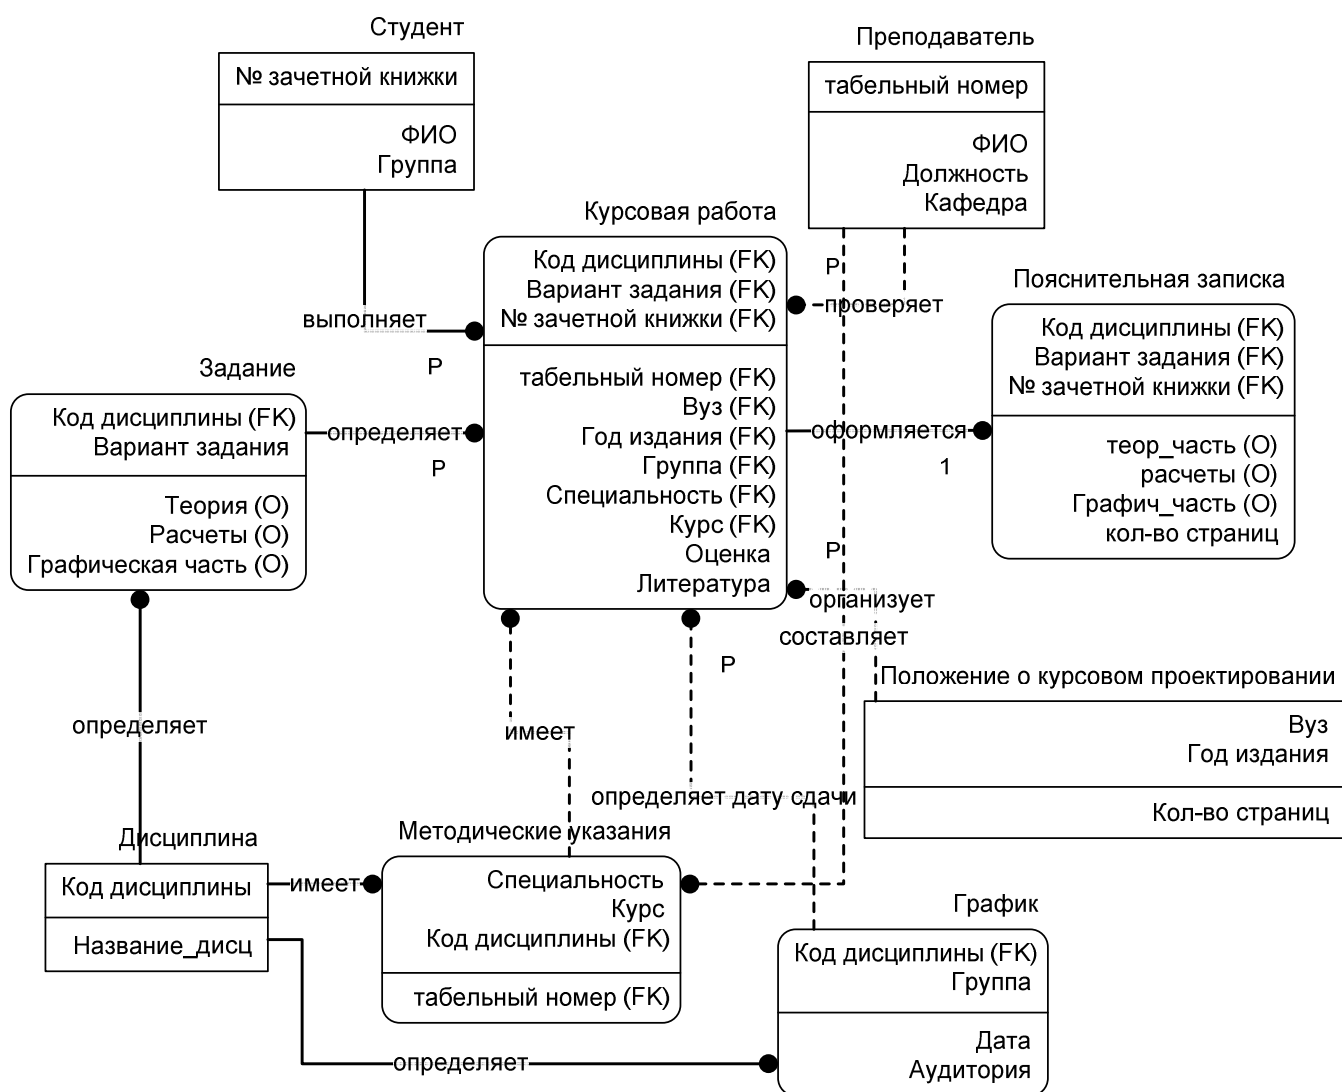 Студент
№ зачетной книжки
ФИО
Группа
Преподаватель
табельный номер
ФИО
Должность
Кафедра
Курсовая работа
Код дисциплины (FK)
Вариант задания (FK)
№ зачетной книжки (FK)
табельный номер (FK)
Вуз (FK)
Год издания (FK)
Группа (FK)
Специальность (FK)
Курс (FK)
Оценка
Литература
P
проверяет
Пояснительная записка
Код дисциплины (FK)
Вариант задания (FK)
№ зачетной книжки (FK)
теор_часть (O)
расчеты (O)
Графич_часть (O)
кол-во страниц
выполняет
P
Задание
Код дисциплины (FK)
Вариант задания
Теория (O)
Расчеты (O)
Графическая часть (O)
определяет
P
оформляется
1
P
организует
составляет
P
Положение о курсовом проектировании
Вуз
Год издания
Кол-во страниц
определяет
имеет
определяет дату сдачи
Дисциплина
Код дисциплины
Название_дисц
имеет
Методические указания
Специальность
Курс
Код дисциплины (FK)
табельный номер (FK)
График
Код дисциплины (FK)
Группа
Дата
Аудитория
определяет